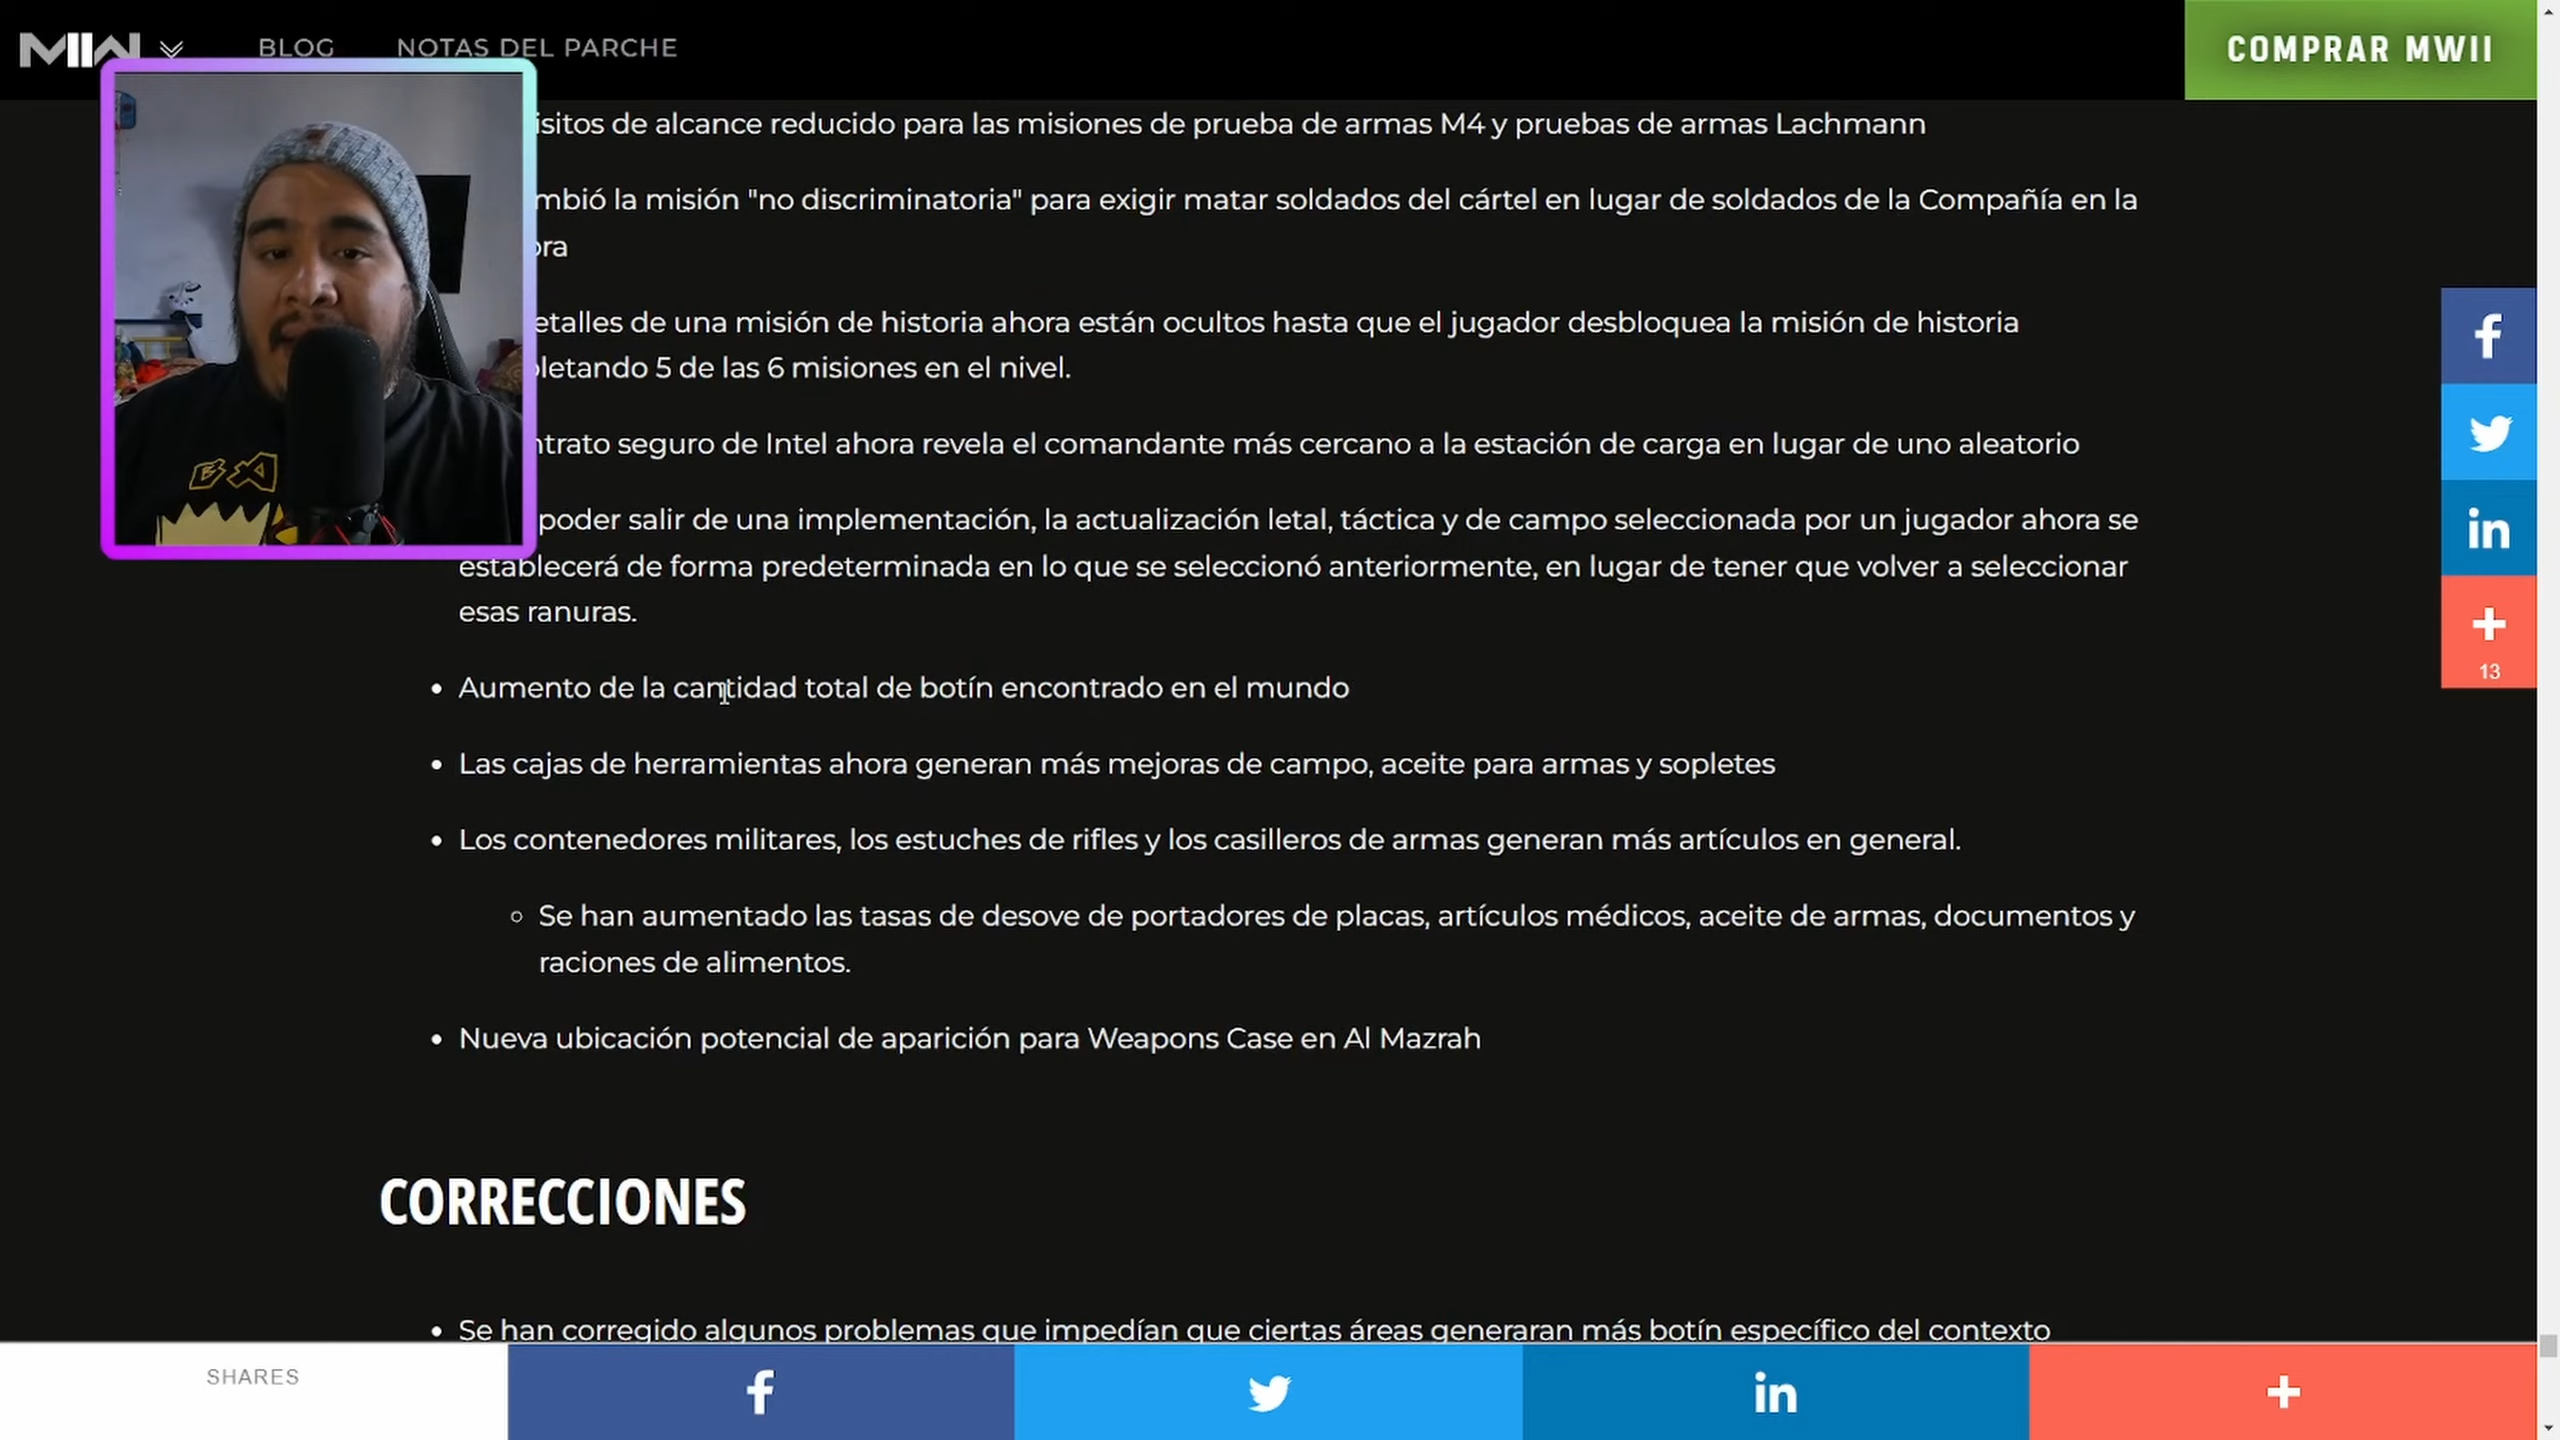 MWII BLOG NOTAS DEL PARCHE COMPRAR MWII
isitos de alcance reducido para las misiones de prueba de armas M4 y pruebas de armas Lachmann
mbió la misión "no discriminatoria" para exigir matar soldados del cártel en lugar de soldados de la Compañía en la
ora
etalles de una misión de historia ahora están ocultos hasta que el jugador desbloquea la misión de historia
letando 5 de las 6 misiones en el nivel.
ntrato seguro de Intel ahora revela el comandante más cercano a la estación de carga en lugar de uno aleatorio
poder salir de una implementación, la actualización letal, táctica y de campo seleccionada por un jugador ahora se
establecerá de forma predeterminada en lo que se seleccionó anteriormente, en lugar de tener que volver a seleccionar
esas ranuras.
13
• Aumento de la cantidad total de botín encontrado en el mundo
• Las cajas de herramientas ahora generan más mejoras de campo, aceite para armas y sopletes
• Los contenedores militares, los estuches de rifles y los casilleros de armas generan más artículos en general.
○ Se han aumentado las tasas de desove de portadores de placas, artículos médicos, aceite de armas, documentos y
raciones de alimentos.
• Nueva ubicación potencial de aparición para Weapons Case en Al Mazrah
CORRECCIONES
• Se han corregido algunos problemas que impedían que ciertas áreas generaran más botín específico del contexto
SHARES